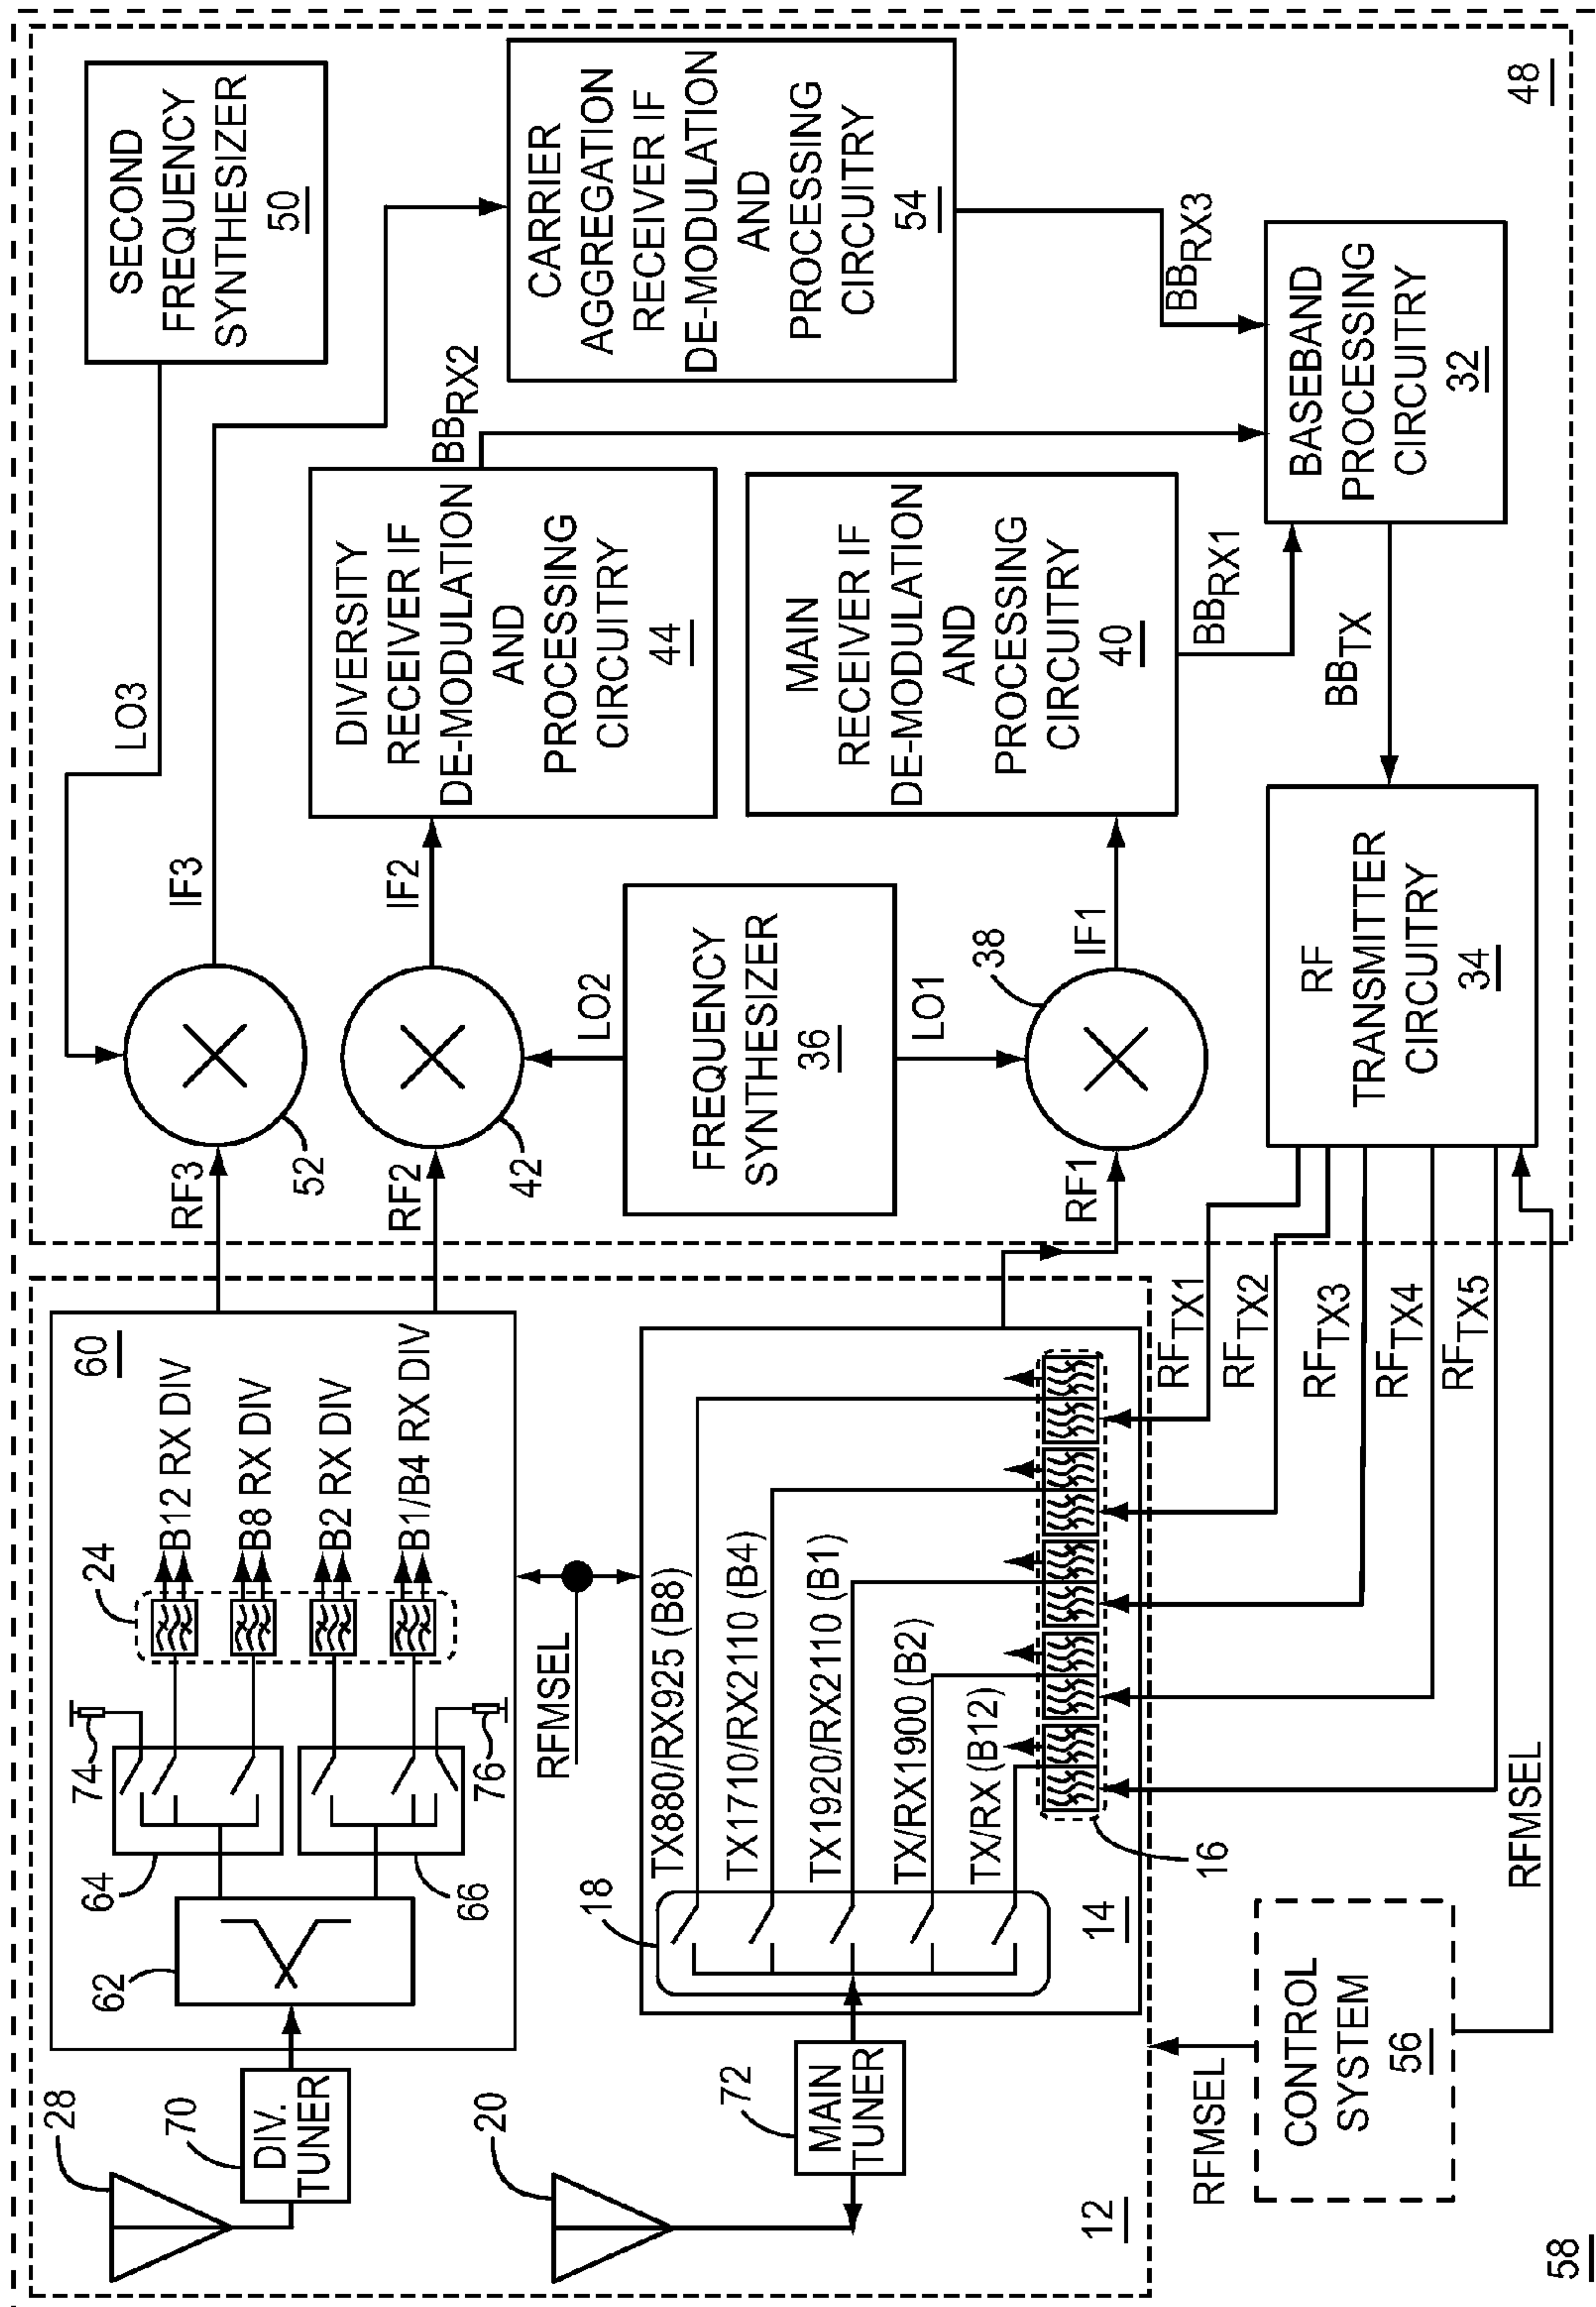 28
70
DIV.
TUNER
62
64
66
74
76
24
60
B12 RX DIV
B8 RX DIV
B2 RX DIV
B1/B4 RX DIV
RFMSEL
20
72
MAIN
TUNER
18
14
16
12
TX880/RX925 (B8)
TX1710/RX2110 (B4)
TX1920/RX2110 (B1)
TX/RX1900 (B2)
TX/RX (B12)
RFMSEL
CONTROL
SYSTEM
56
RFMSEL
58
RFTX1
RFTX2
RFTX3
RFTX4
RFTX5
RF3
52
RF2
42
RF1
38
LO3
IF3
IF2
LO2
FREQUENCY
SYNTHESIZER
36
LO1
IF1
SECOND
FREQUENCY
SYNTHESIZER
50
DIVERSITY
RECEIVER IF
DE-MODULATION
AND
PROCESSING
CIRCUITRY
44
BBRX2
CARRIER
AGGREGATION
RECEIVER IF
DE-MODULATION
AND
PROCESSING
CIRCUITRY
54
BBRX3
MAIN
RECEIVER IF
DE-MODULATION
AND
PROCESSING
CIRCUITRY
40
BBRX1
BASEBAND
PROCESSING
CIRCUITRY
32
BBTX
RF
TRANSMITTER
CIRCUITRY
34
48